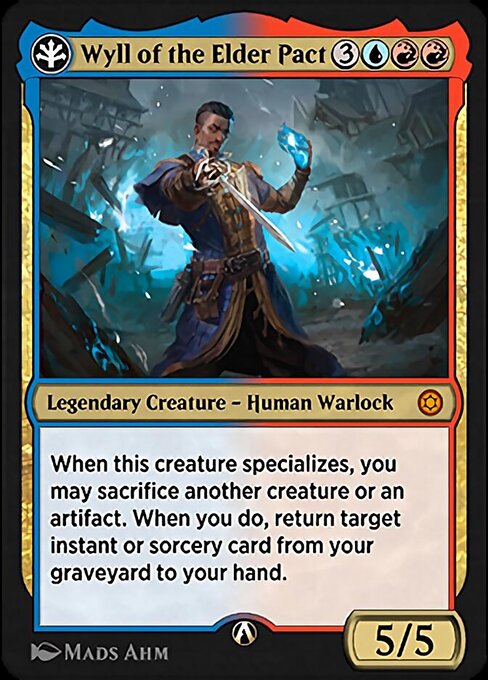 Wyll of the Elder Pact 3
Legendary Creature – Human Warlock
When this creature specializes, you
may sacrifice another creature or an
artifact. When you do, return target
instant or sorcery card from your
graveyard to your hand.
5/5
Mads Ahm